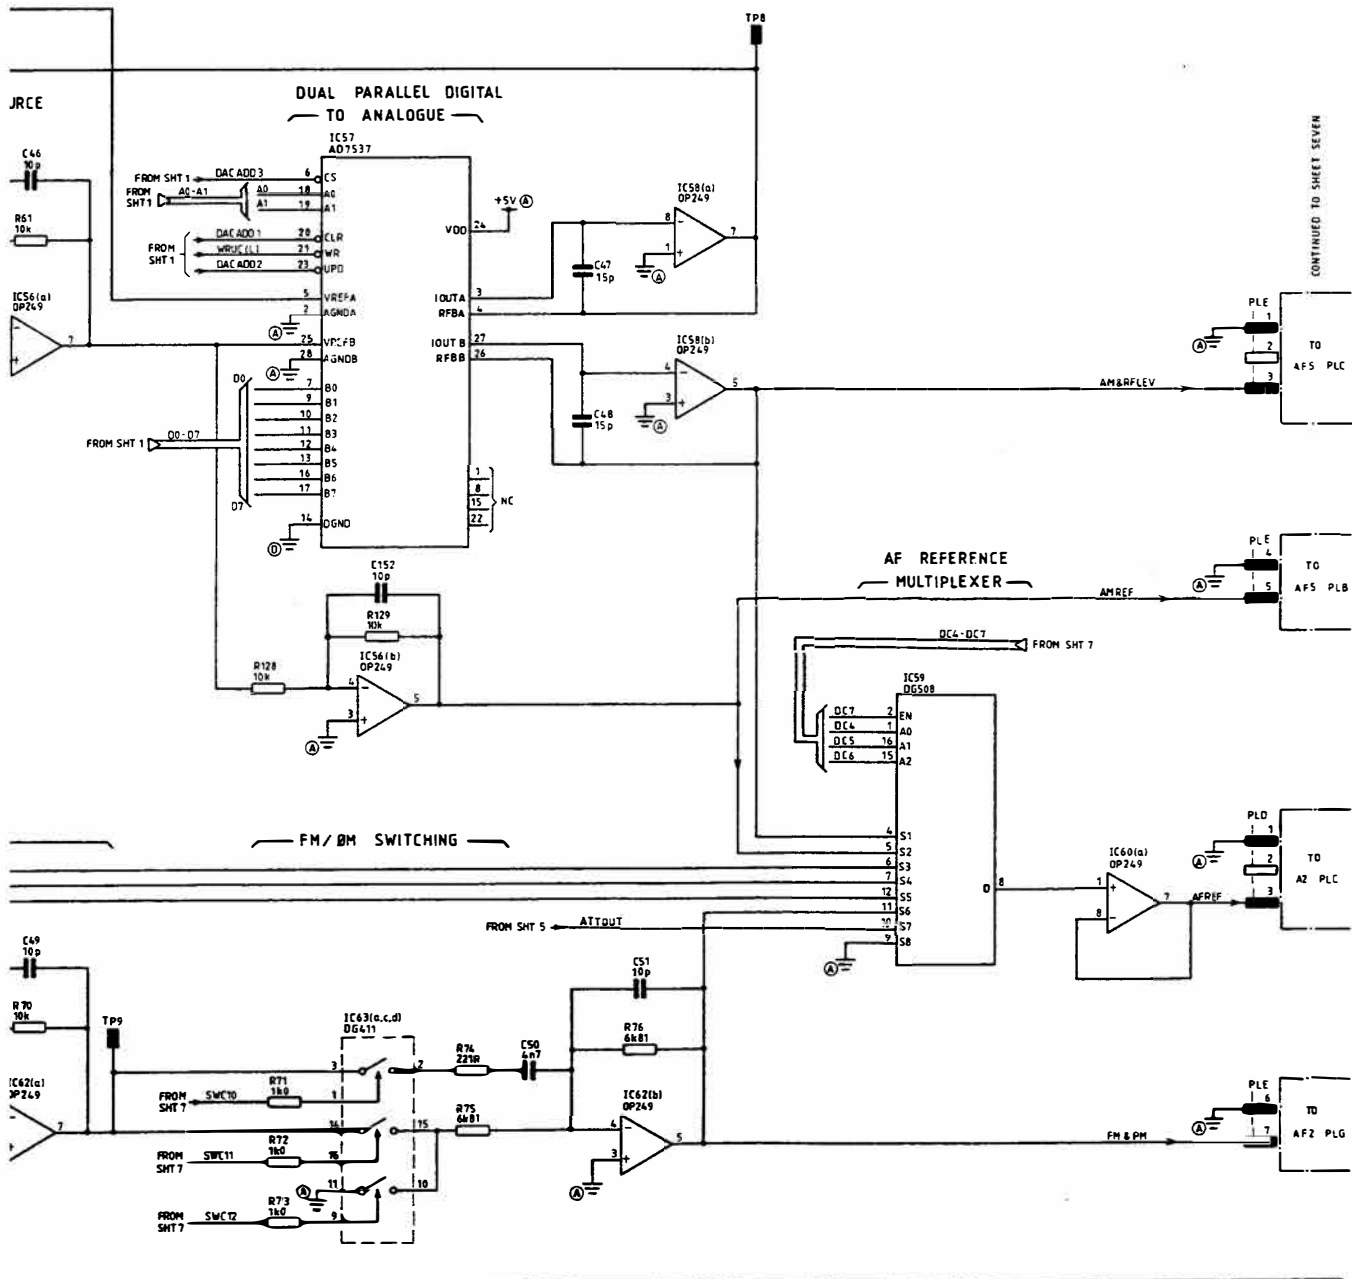 TP8
DUAL PARALLEL DIGITAL
TO ANALOGUE
URCE
C46
10p
R61
10k
IC56(a)
OP249
7
IC57
AD7537
FROM SHT 1
DAC ADD3
6
CS
FROM
SHT 1
A0-A1
A0
18
A0
A1
19
A1
FROM
SHT 1
DACADD1
20
CLR
WRUC(L)
21
WR
DACADD2
23
UPD
5
VREFA
2
AGNDA
A
25
VREFB
28
AGNDB
A
D0
7
B0
9
B1
10
B2
11
B3
12
B4
13
B5
16
B6
17
B7
D7
FROM SHT 1
D0-D7
14
DGND
D
+5V A
24
VDD
IOUTA
3
RFBA
4
IOUT B
27
RFBB
26
1
8
15
22
NC
C47
15p
IC58(a)
OP249
8
1
7
A
C48
15p
IC58(b)
OP249
4
3
5
A
AM&RFLEV
CONTINUED TO SHEET SEVEN
PLE
1
2
3
A
TO
AF5 PLC
C152
10p
R129
10k
R128
10k
IC56(b)
OP249
4
3
5
A
AF REFERENCE
MULTIPLEXER
AMREF
PLE
4
5
A
TO
AF5 PLB
DC4-DC7
FROM SHT 7
IC59
DG508
DC7
2
EN
DC4
1
A0
DC5
16
A1
DC6
15
A2
4
S1
5
S2
6
S3
7
S4
12
S5
11
S6
10
S7
9
S8
A
D
8
FROM SHT 5
ATTOUT
IC60(a)
OP249
1
8
7
AFREF
PLD
1
2
3
A
TO
A2 PLC
FM/ØM SWITCHING
C49
10p
R70
10k
TP9
IC62(a)
OP249
7
IC63(a,c,d)
DG411
3
2
FROM
SHT 7
SWC10
R71
1k0
1
14
15
FROM
SHT 7
SWC11
R72
1k0
16
A
11
10
FROM
SHT 7
SWC12
R73
1k0
9
R74
221R
C50
4n7
R75
6k81
C51
10p
R76
6k81
IC62(b)
OP249
4
3
5
A
FM & PM
PLE
6
7
A
TO
AF2 PLG